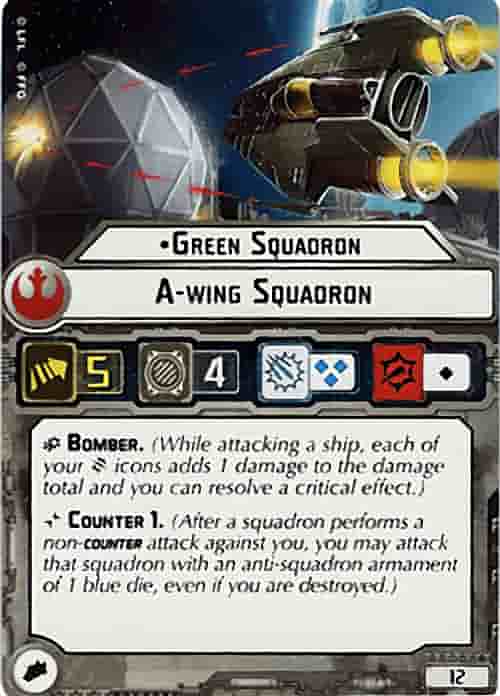 © LFL © FFG
•GREEN SQUADRON
A-WING SQUADRON
5
4
BOMBER. (While attacking a ship, each of
your icons adds 1 damage to the damage
total and you can resolve a critical effect.)
COUNTER 1. (After a squadron performs a
non-COUNTER attack against you, you may attack
that squadron with an anti-squadron armament
of 1 blue die, even if you are destroyed.)
12